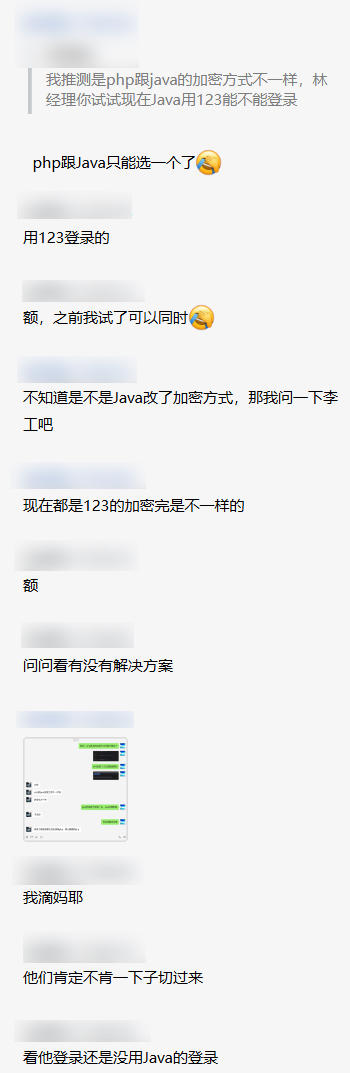 我推测是php跟java的加密方式不一样，林
经理你试试现在Java用123能不能登录
php跟Java只能选一个了
用123登录的
额，之前我试了可以同时
不知道是不是Java改了加密方式，那我问一下李
工吧
现在都是123的加密完是不一样的
额
问问看有没有解决方案
我滴妈耶
他们肯定不肯一下子切过来
看他登录还是没用Java的登录